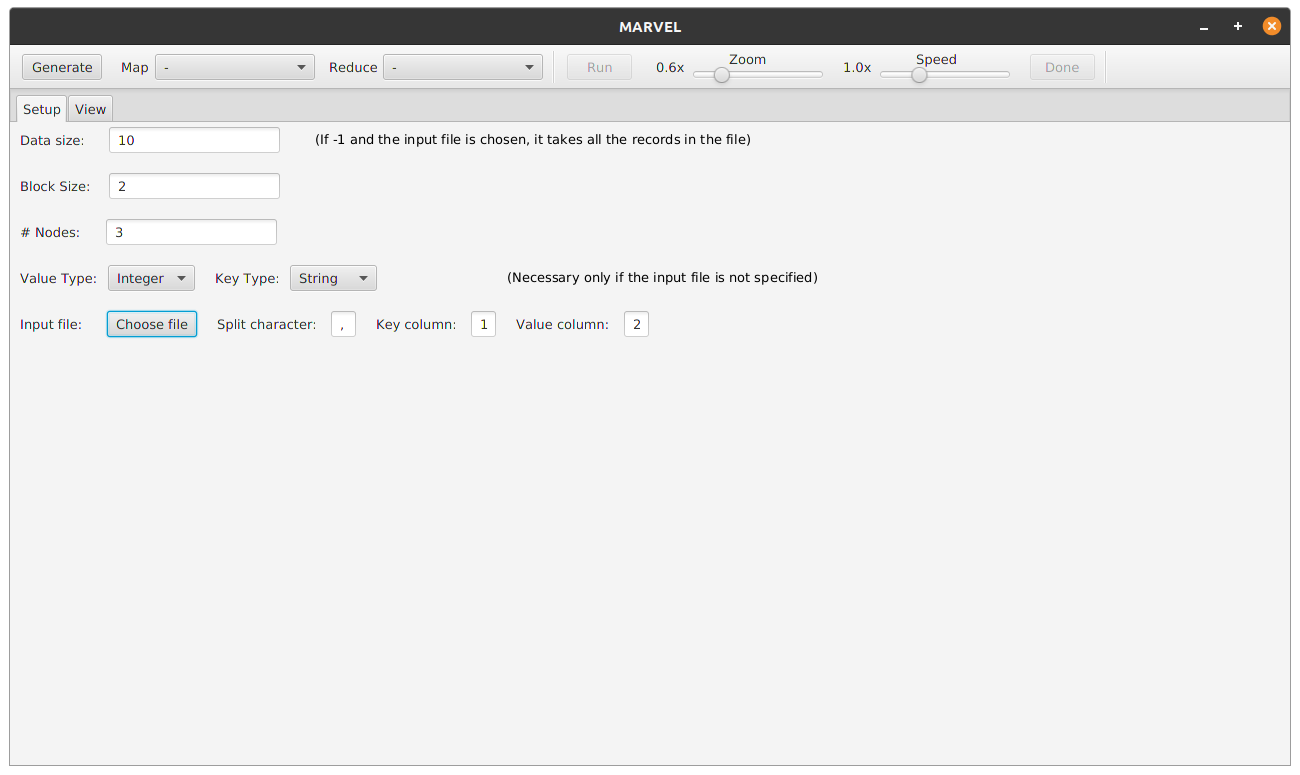 MARVEL
Generate Map - Reduce - Run 0.6x Zoom 1.0x Speed Done
Setup View
Data size: 10 (If -1 and the input file is chosen, it takes all the records in the file)
Block Size: 2
# Nodes: 3
Value Type: Integer Key Type: String (Necessary only if the input file is not specified)
Input file: Choose file Split character: , Key column: 1 Value column: 2